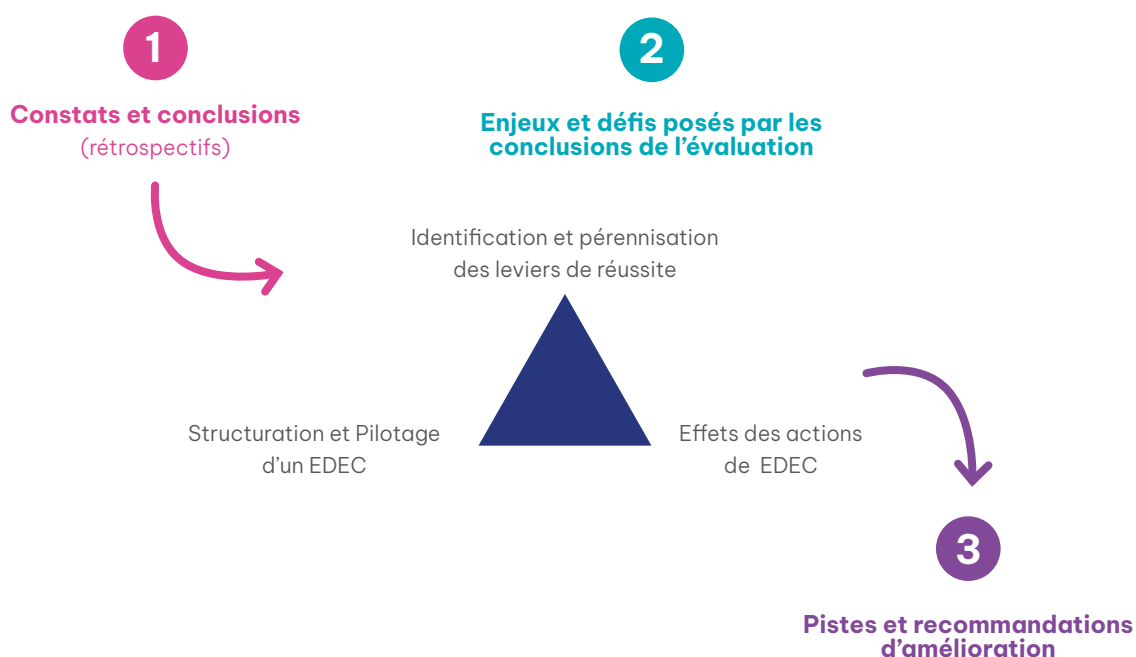 1
Constats et conclusions
(rétrospectifs)
2
Enjeux et défis posés par les
conclusions de l’évaluation
Identification et pérennisation
des leviers de réussite
Structuration et Pilotage
d’un EDEC
Effets des actions
de EDEC
3
Pistes et recommandations
d’amélioration